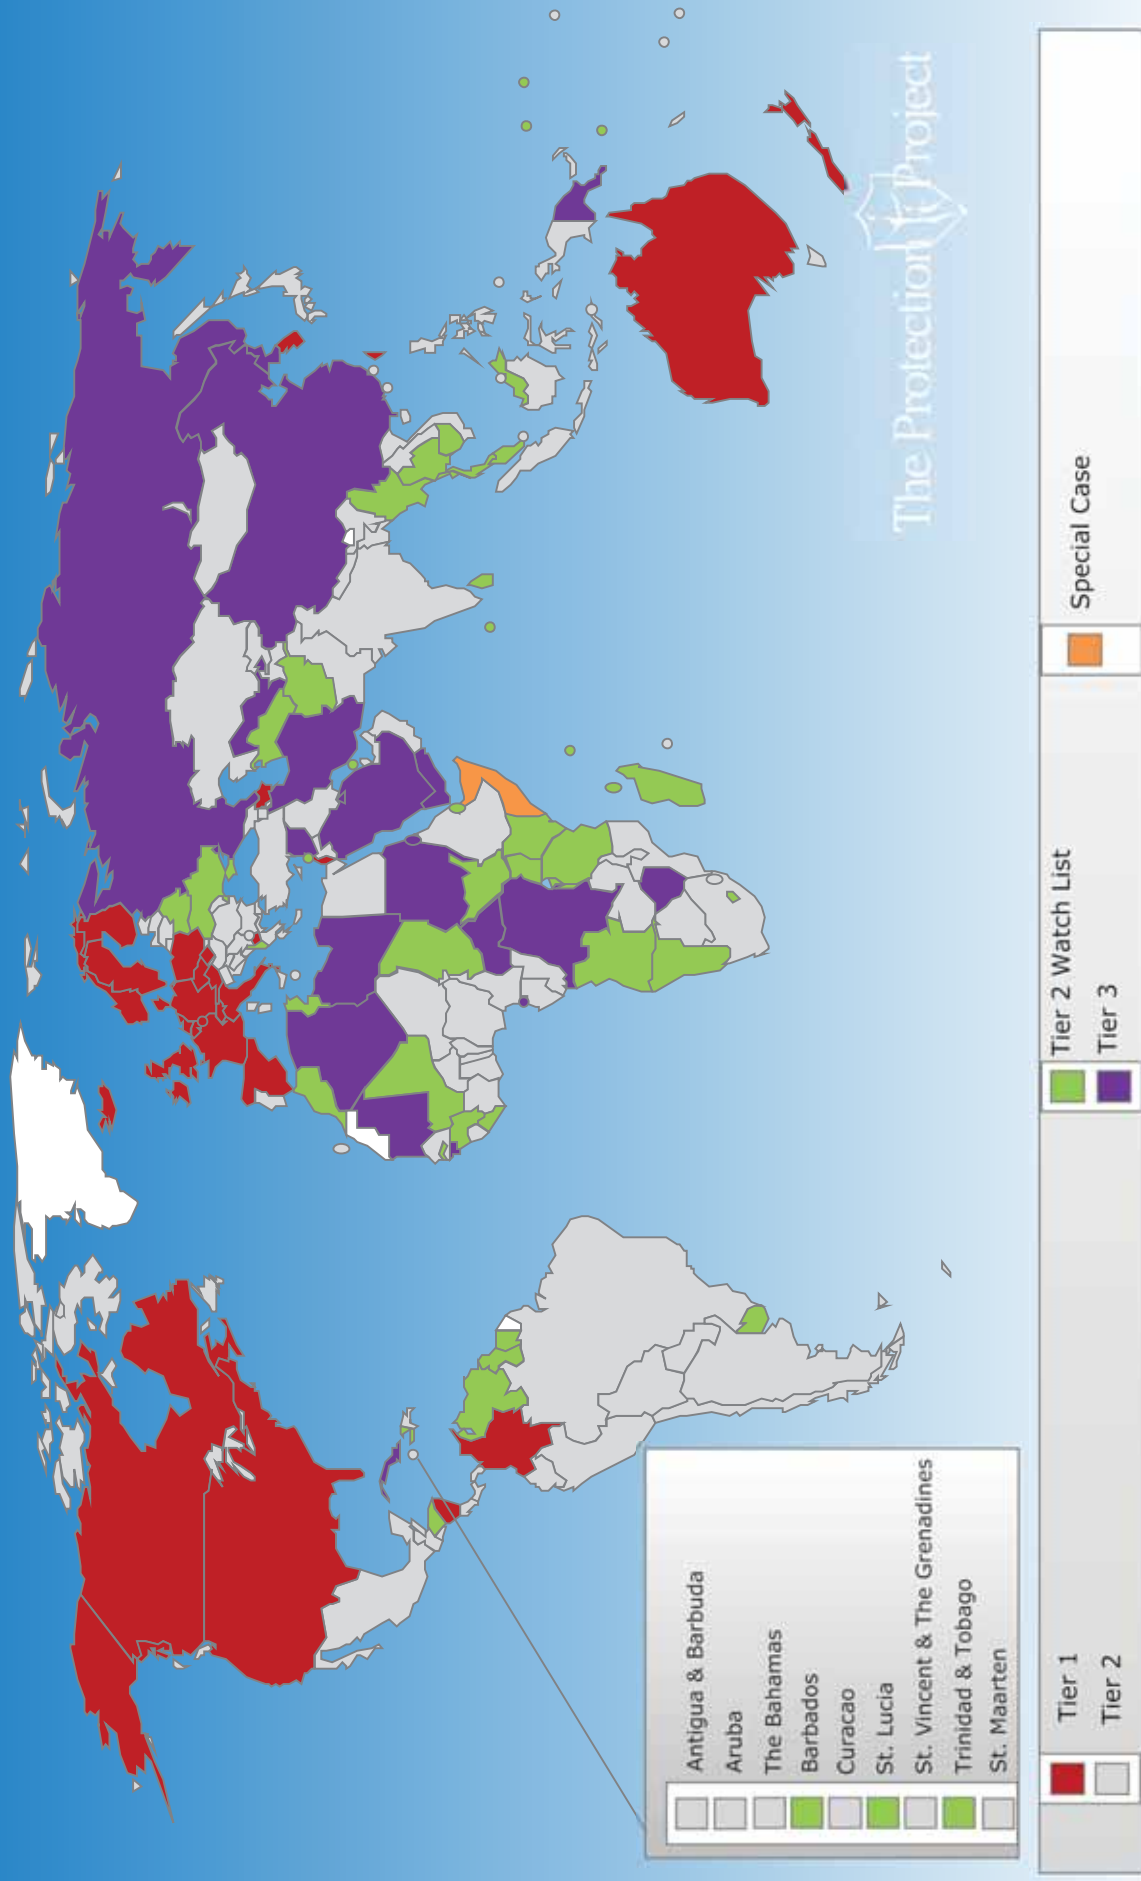 The Protection Project
Antigua & Barbuda
Aruba
The Bahamas
Barbados
Curacao
St. Lucia
St. Vincent & The Grenadines
Trinidad & Tobago
St. Maarten
Tier 1
Tier 2
Tier 2 Watch List
Tier 3
Special Case